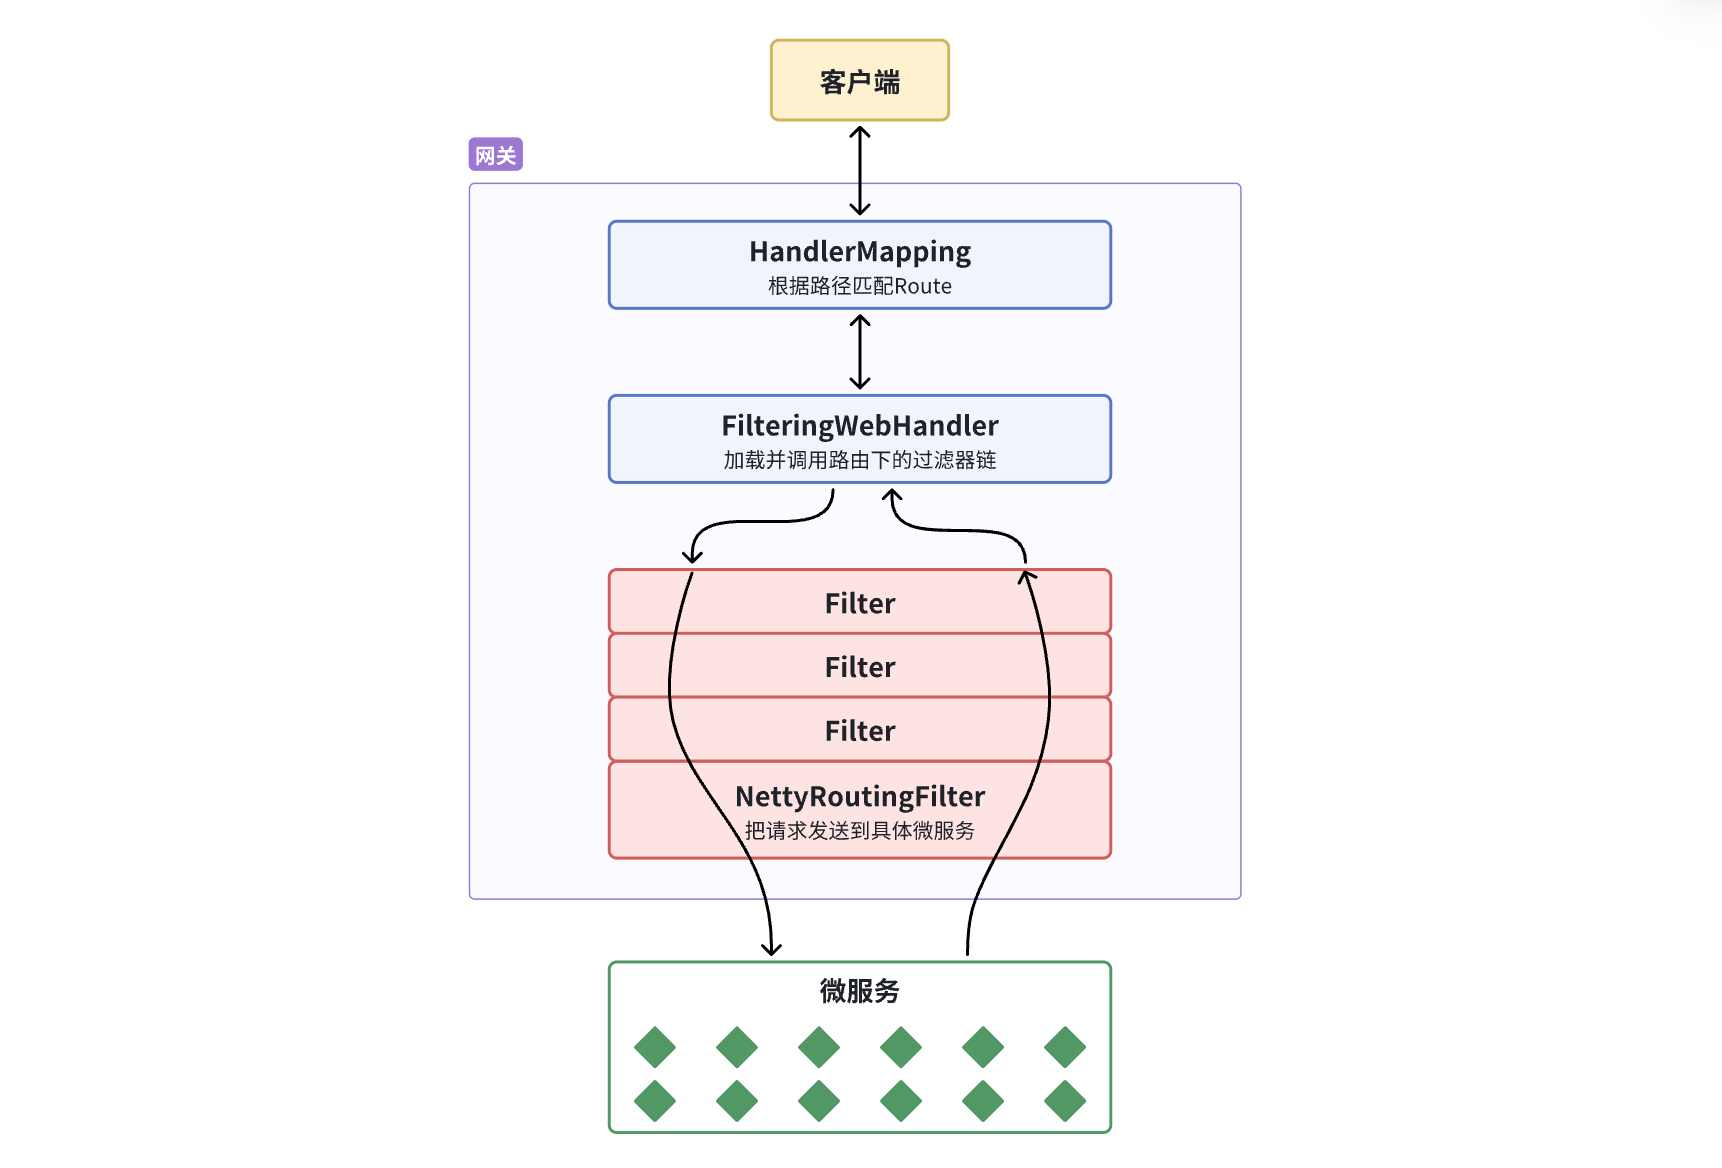 客户端
网关
HandlerMapping
根据路径匹配Route
FilteringWebHandler
加载并调用路由下的过滤器链
Filter
Filter
Filter
NettyRoutingFilter
把请求发送到具体微服务
微服务